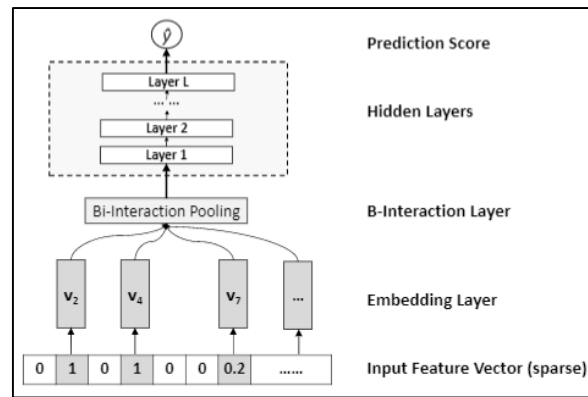 ŷ Prediction Score
Layer L
... ...
Layer 2
Hidden Layers
Layer 1
Bi-Interaction Pooling B-Interaction Layer
v2 v4 v7 ... Embedding Layer
0 1 0 1 0 0 0.2 ...... Input Feature Vector (sparse)